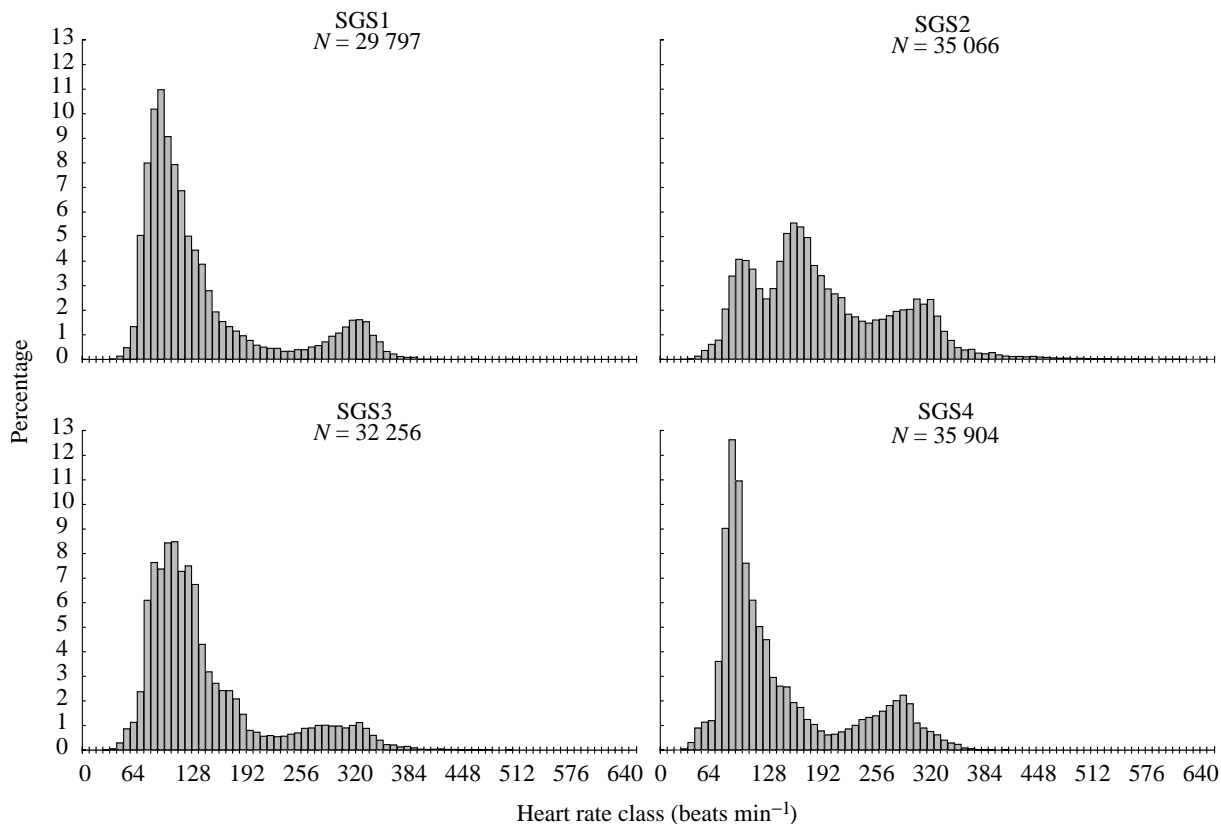 SGS1
N = 29 797
SGS2
N = 35 066
13
12
11
10
9
8
7
6
5
4
3
2
1
0
Percentage
SGS3
N = 32 256
SGS4
N = 35 904
13
12
11
10
9
8
7
6
5
4
3
2
1
0
0 64 128 192 256 320 384 448 512 576 640
0 64 128 192 256 320 384 448 512 576 640
Heart rate class (beats min⁻¹)